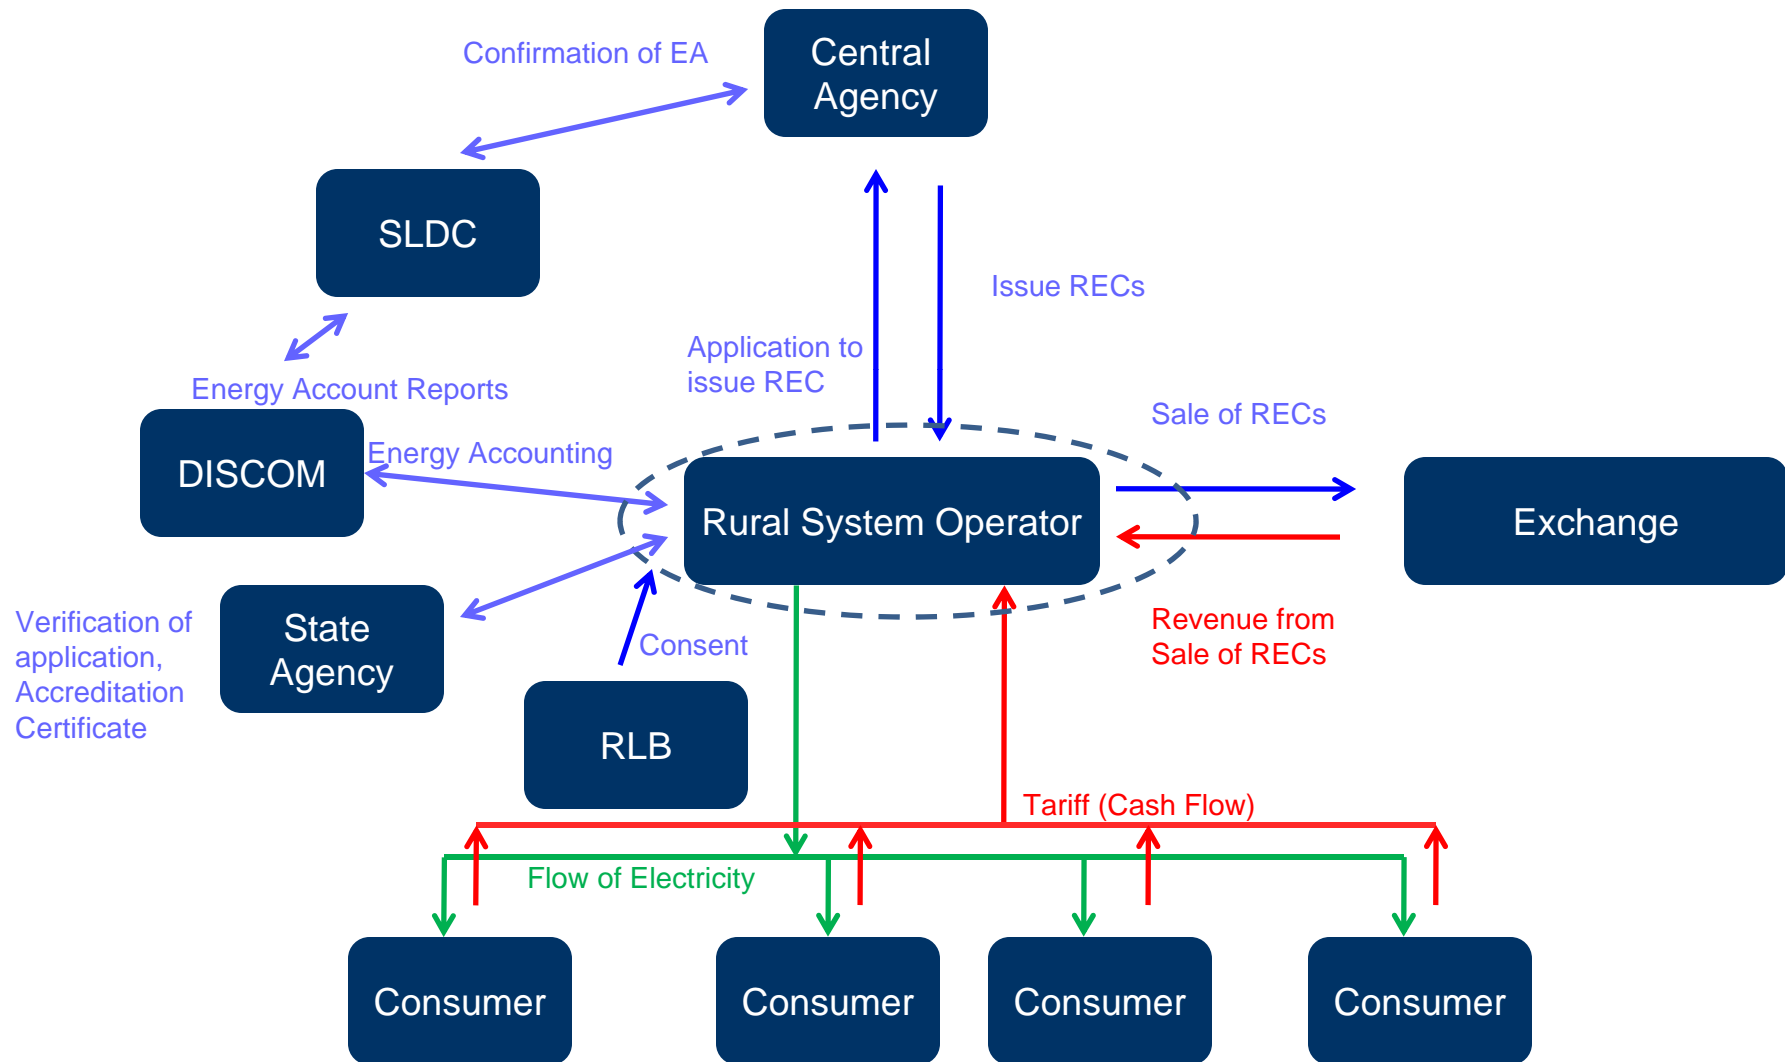 Confirmation of EA
Central
Agency
SLDC
Issue RECs
Application to
issue REC
Energy Account Reports
Sale of RECs
DISCOM
Energy Accounting
Rural System Operator
Exchange
Verification of
application,
Accreditation
Certificate
State
Agency
Consent
Revenue from
Sale of RECs
RLB
Tariff (Cash Flow)
Flow of Electricity
Consumer
Consumer
Consumer
Consumer